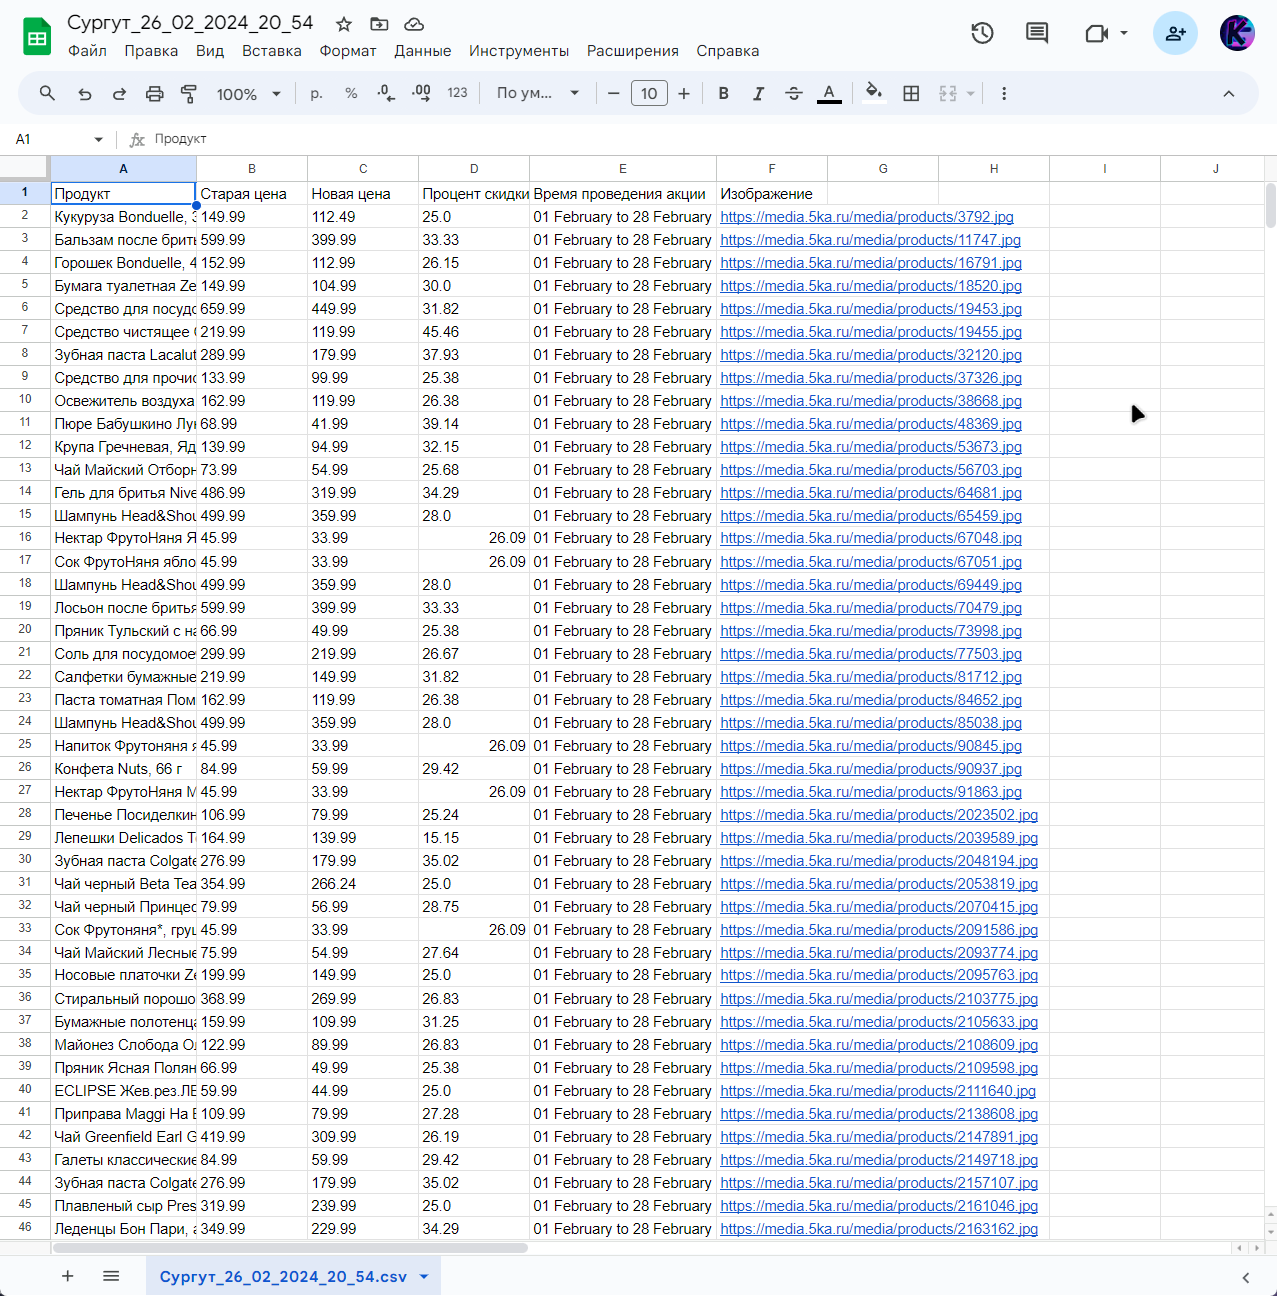 Сургут_26_02_2024_20_54
Файл Правка Вид Вставка Формат Данные Инструменты Расширения Справка
100% р. % .0 .00 123 По ум... 10 B I A
A1 fx Продукт
A B C D E F G H I J
1 Продукт Старая цена Новая цена Процент скидки Время проведения акции Изображение
2 Кукуруза Bonduelle, 149.99 112.49 25.0 01 February to 28 February https://media.5ka.ru/media/products/3792.jpg
3 Бальзам после брить 599.99 399.99 33.33 01 February to 28 February https://media.5ka.ru/media/products/11747.jpg
4 Горошек Bonduelle, 4 152.99 112.99 26.15 01 February to 28 February https://media.5ka.ru/media/products/16791.jpg
5 Бумага туалетная Ze 149.99 104.99 30.0 01 February to 28 February https://media.5ka.ru/media/products/18520.jpg
6 Средство для посудо 659.99 449.99 31.82 01 February to 28 February https://media.5ka.ru/media/products/19453.jpg
7 Средство чистящее 219.99 119.99 45.46 01 February to 28 February https://media.5ka.ru/media/products/19455.jpg
8 Зубная паста Lacalut 289.99 179.99 37.93 01 February to 28 February https://media.5ka.ru/media/products/32120.jpg
9 Средство для прочис 133.99 99.99 25.38 01 February to 28 February https://media.5ka.ru/media/products/37326.jpg
10 Освежитель воздуха 162.99 119.99 26.38 01 February to 28 February https://media.5ka.ru/media/products/38668.jpg
11 Пюре Бабушкино Лу 68.99 41.99 39.14 01 February to 28 February https://media.5ka.ru/media/products/48369.jpg
12 Крупа Гречневая, Яд 139.99 94.99 32.15 01 February to 28 February https://media.5ka.ru/media/products/53673.jpg
13 Чай Майский Отборн 73.99 54.99 25.68 01 February to 28 February https://media.5ka.ru/media/products/56703.jpg
14 Гель для бритья Nive 486.99 319.99 34.29 01 February to 28 February https://media.5ka.ru/media/products/64681.jpg
15 Шампунь Head&Shou 499.99 359.99 28.0 01 February to 28 February https://media.5ka.ru/media/products/65459.jpg
16 Нектар ФрутоНяня Я 45.99 33.99 26.09 01 February to 28 February https://media.5ka.ru/media/products/67048.jpg
17 Сок ФрутоНяня ябло 45.99 33.99 26.09 01 February to 28 February https://media.5ka.ru/media/products/67051.jpg
18 Шампунь Head&Shou 499.99 359.99 28.0 01 February to 28 February https://media.5ka.ru/media/products/69449.jpg
19 Лосьон после бритья 599.99 399.99 33.33 01 February to 28 February https://media.5ka.ru/media/products/70479.jpg
20 Пряник Тульский с на 66.99 49.99 25.38 01 February to 28 February https://media.5ka.ru/media/products/73998.jpg
21 Соль для посудомое 299.99 219.99 26.67 01 February to 28 February https://media.5ka.ru/media/products/77503.jpg
22 Салфетки бумажные 219.99 149.99 31.82 01 February to 28 February https://media.5ka.ru/media/products/81712.jpg
23 Паста томатная Пом 162.99 119.99 26.38 01 February to 28 February https://media.5ka.ru/media/products/84652.jpg
24 Шампунь Head&Shou 499.99 359.99 28.0 01 February to 28 February https://media.5ka.ru/media/products/85038.jpg
25 Напиток Фрутоняня я 45.99 33.99 26.09 01 February to 28 February https://media.5ka.ru/media/products/90845.jpg
26 Конфета Nuts, 66 г 84.99 59.99 29.42 01 February to 28 February https://media.5ka.ru/media/products/90937.jpg
27 Нектар ФрутоНяня М 45.99 33.99 26.09 01 February to 28 February https://media.5ka.ru/media/products/91863.jpg
28 Печенье Посиделкин 106.99 79.99 25.24 01 February to 28 February https://media.5ka.ru/media/products/2023502.jpg
29 Лепешки Delicados Т 164.99 139.99 15.15 01 February to 28 February https://media.5ka.ru/media/products/2039589.jpg
30 Зубная паста Colgate 276.99 179.99 35.02 01 February to 28 February https://media.5ka.ru/media/products/2048194.jpg
31 Чай черный Beta Tea 354.99 266.24 25.0 01 February to 28 February https://media.5ka.ru/media/products/2053819.jpg
32 Чай черный Принцес 79.99 56.99 28.75 01 February to 28 February https://media.5ka.ru/media/products/2070415.jpg
33 Сок Фрутоняня*, груш 45.99 33.99 26.09 01 February to 28 February https://media.5ka.ru/media/products/2091586.jpg
34 Чай Майский Лесные 75.99 54.99 27.64 01 February to 28 February https://media.5ka.ru/media/products/2093774.jpg
35 Носовые платочки Ze 199.99 149.99 25.0 01 February to 28 February https://media.5ka.ru/media/products/2095763.jpg
36 Стиральный порошо 368.99 269.99 26.83 01 February to 28 February https://media.5ka.ru/media/products/2103775.jpg
37 Бумажные полотенца 159.99 109.99 31.25 01 February to 28 February https://media.5ka.ru/media/products/2105633.jpg
38 Майонез Слобода Ол 122.99 89.99 26.83 01 February to 28 February https://media.5ka.ru/media/products/2108609.jpg
39 Пряник Ясная Полян 66.99 49.99 25.38 01 February to 28 February https://media.5ka.ru/media/products/2109598.jpg
40 ECLIPSE Жев.рез.ЛЕ 59.99 44.99 25.0 01 February to 28 February https://media.5ka.ru/media/products/2111640.jpg
41 Приправа Maggi На 109.99 79.99 27.28 01 February to 28 February https://media.5ka.ru/media/products/2138608.jpg
42 Чай Greenfield Earl G 419.99 309.99 26.19 01 February to 28 February https://media.5ka.ru/media/products/2147891.jpg
43 Галеты классические 84.99 59.99 29.42 01 February to 28 February https://media.5ka.ru/media/products/2149718.jpg
44 Зубная паста Colgate 276.99 179.99 35.02 01 February to 28 February https://media.5ka.ru/media/products/2157107.jpg
45 Плавленый сыр Pres 319.99 239.99 25.0 01 February to 28 February https://media.5ka.ru/media/products/2161046.jpg
46 Леденцы Бон Пари, 349.99 229.99 34.29 01 February to 28 February https://media.5ka.ru/media/products/2163162.jpg
Сургут_26_02_2024_20_54.csv